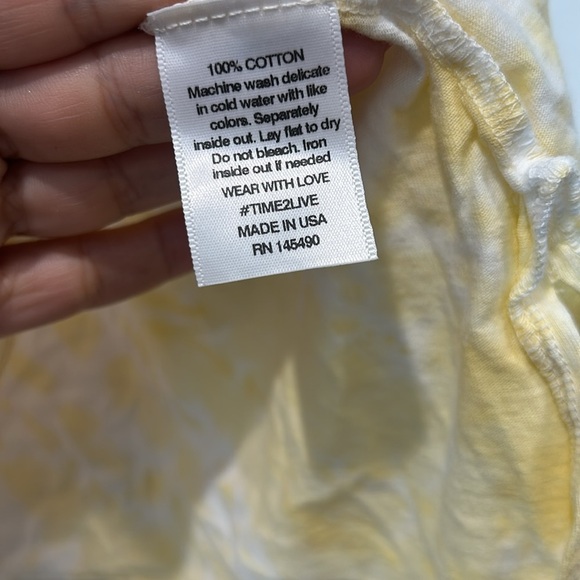 100% COTTON
Machine wash delicate
in cold water with like
colors. Separately
inside out. Lay flat to dry
Do not bleach. Iron
inside out if needed
WEAR WITH LOVE
#TIME2LIVE
MADE IN USA
RN 145490